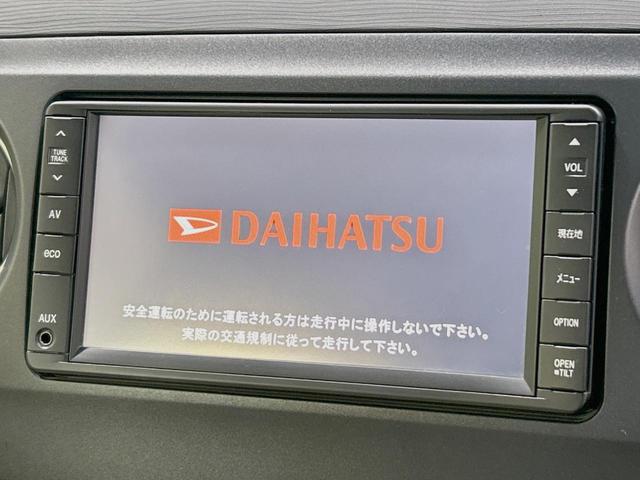 TUNE
TRACK
AV
eco
AUX
DAIHATSU
安全運転のために運転される方は走行中に操作しないで下さい。
実際の交通規制に従って走行して下さい。
VOL
現在地
メニュー
OPTION
OPEN
TILT